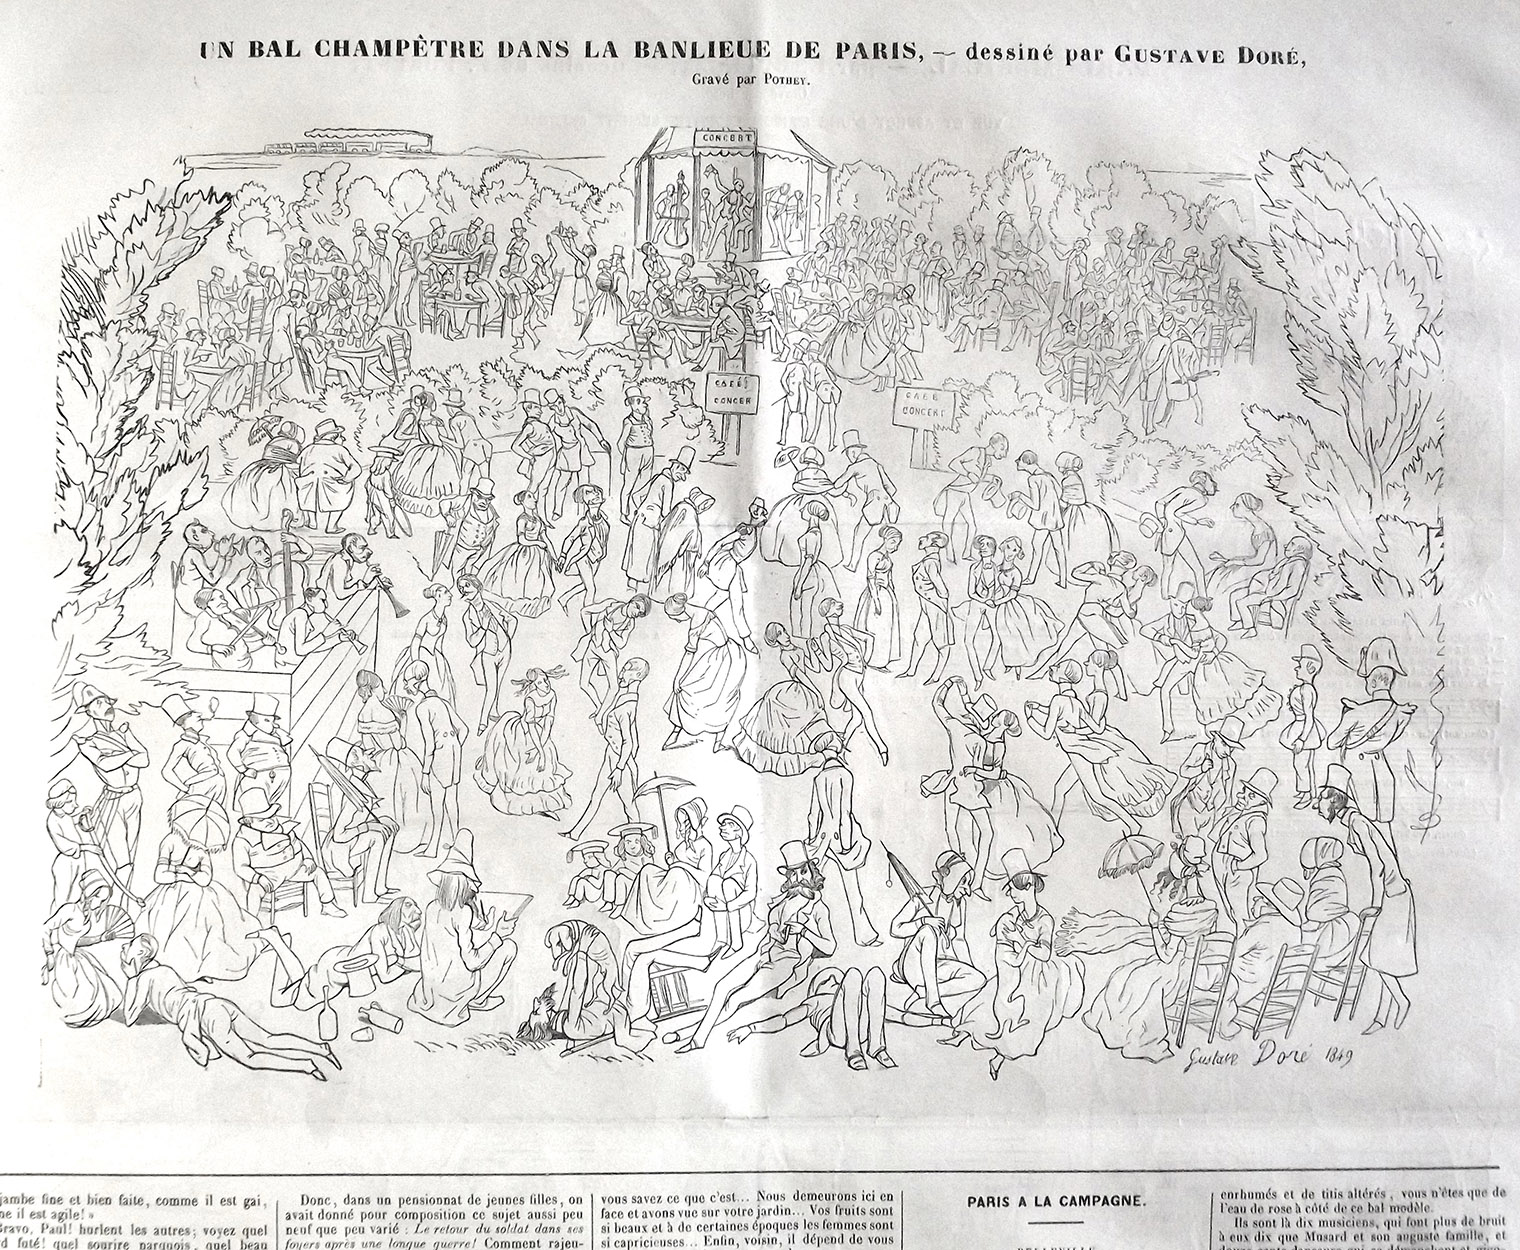 UN BAL CHAMPÊTRE DANS LA BANLIEUE DE PARIS, — dessiné par GUSTAVE DORÉ,
Gravé par POTHEY.
CONCERT
CAFÉ
CONCER
CAFE
CONCERT
Gustave Doré 1849
jambe fine et bien faite, comme il est gai,
ne il est agile! »
Bravo, Paul! hurlent les autres; voyez quel
d futé! quel sourire narquois, quel beau
Donc, dans un pensionnat de jeunes filles, on
avait donné pour composition ce sujet aussi peu
neuf que peu varié : Le retour du soldat dans ses
foyers après une longue guerre! Comment rajeu-
vous savez ce que c'est... Nous demeurons ici en
face et avons vue sur votre jardin... Vos fruits sont
si beaux et à de certaines époques les femmes sont
si capricieuses... Enfin, voisin, il dépend de vous
PARIS A LA CAMPAGNE.
BELLEVILLE
enrhumés et de titis altérés, vous n'êtes que de
l'eau de rose à côté de ce bal modèle.
Ils sont là dix musiciens, qui font plus de bruit
à eux dix que Musard et son auguste famille, et